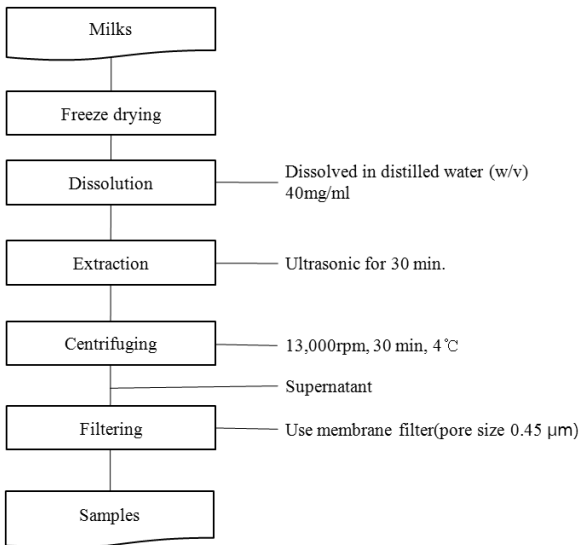 Milks
Freeze drying
Dissolution
Dissolved in distilled water (w/v)
40mg/ml
Extraction
Ultrasonic for 30 min.
Centrifuging
13,000rpm, 30 min, 4℃
Supernatant
Filtering
Use membrane filter(pore size 0.45 μm)
Samples